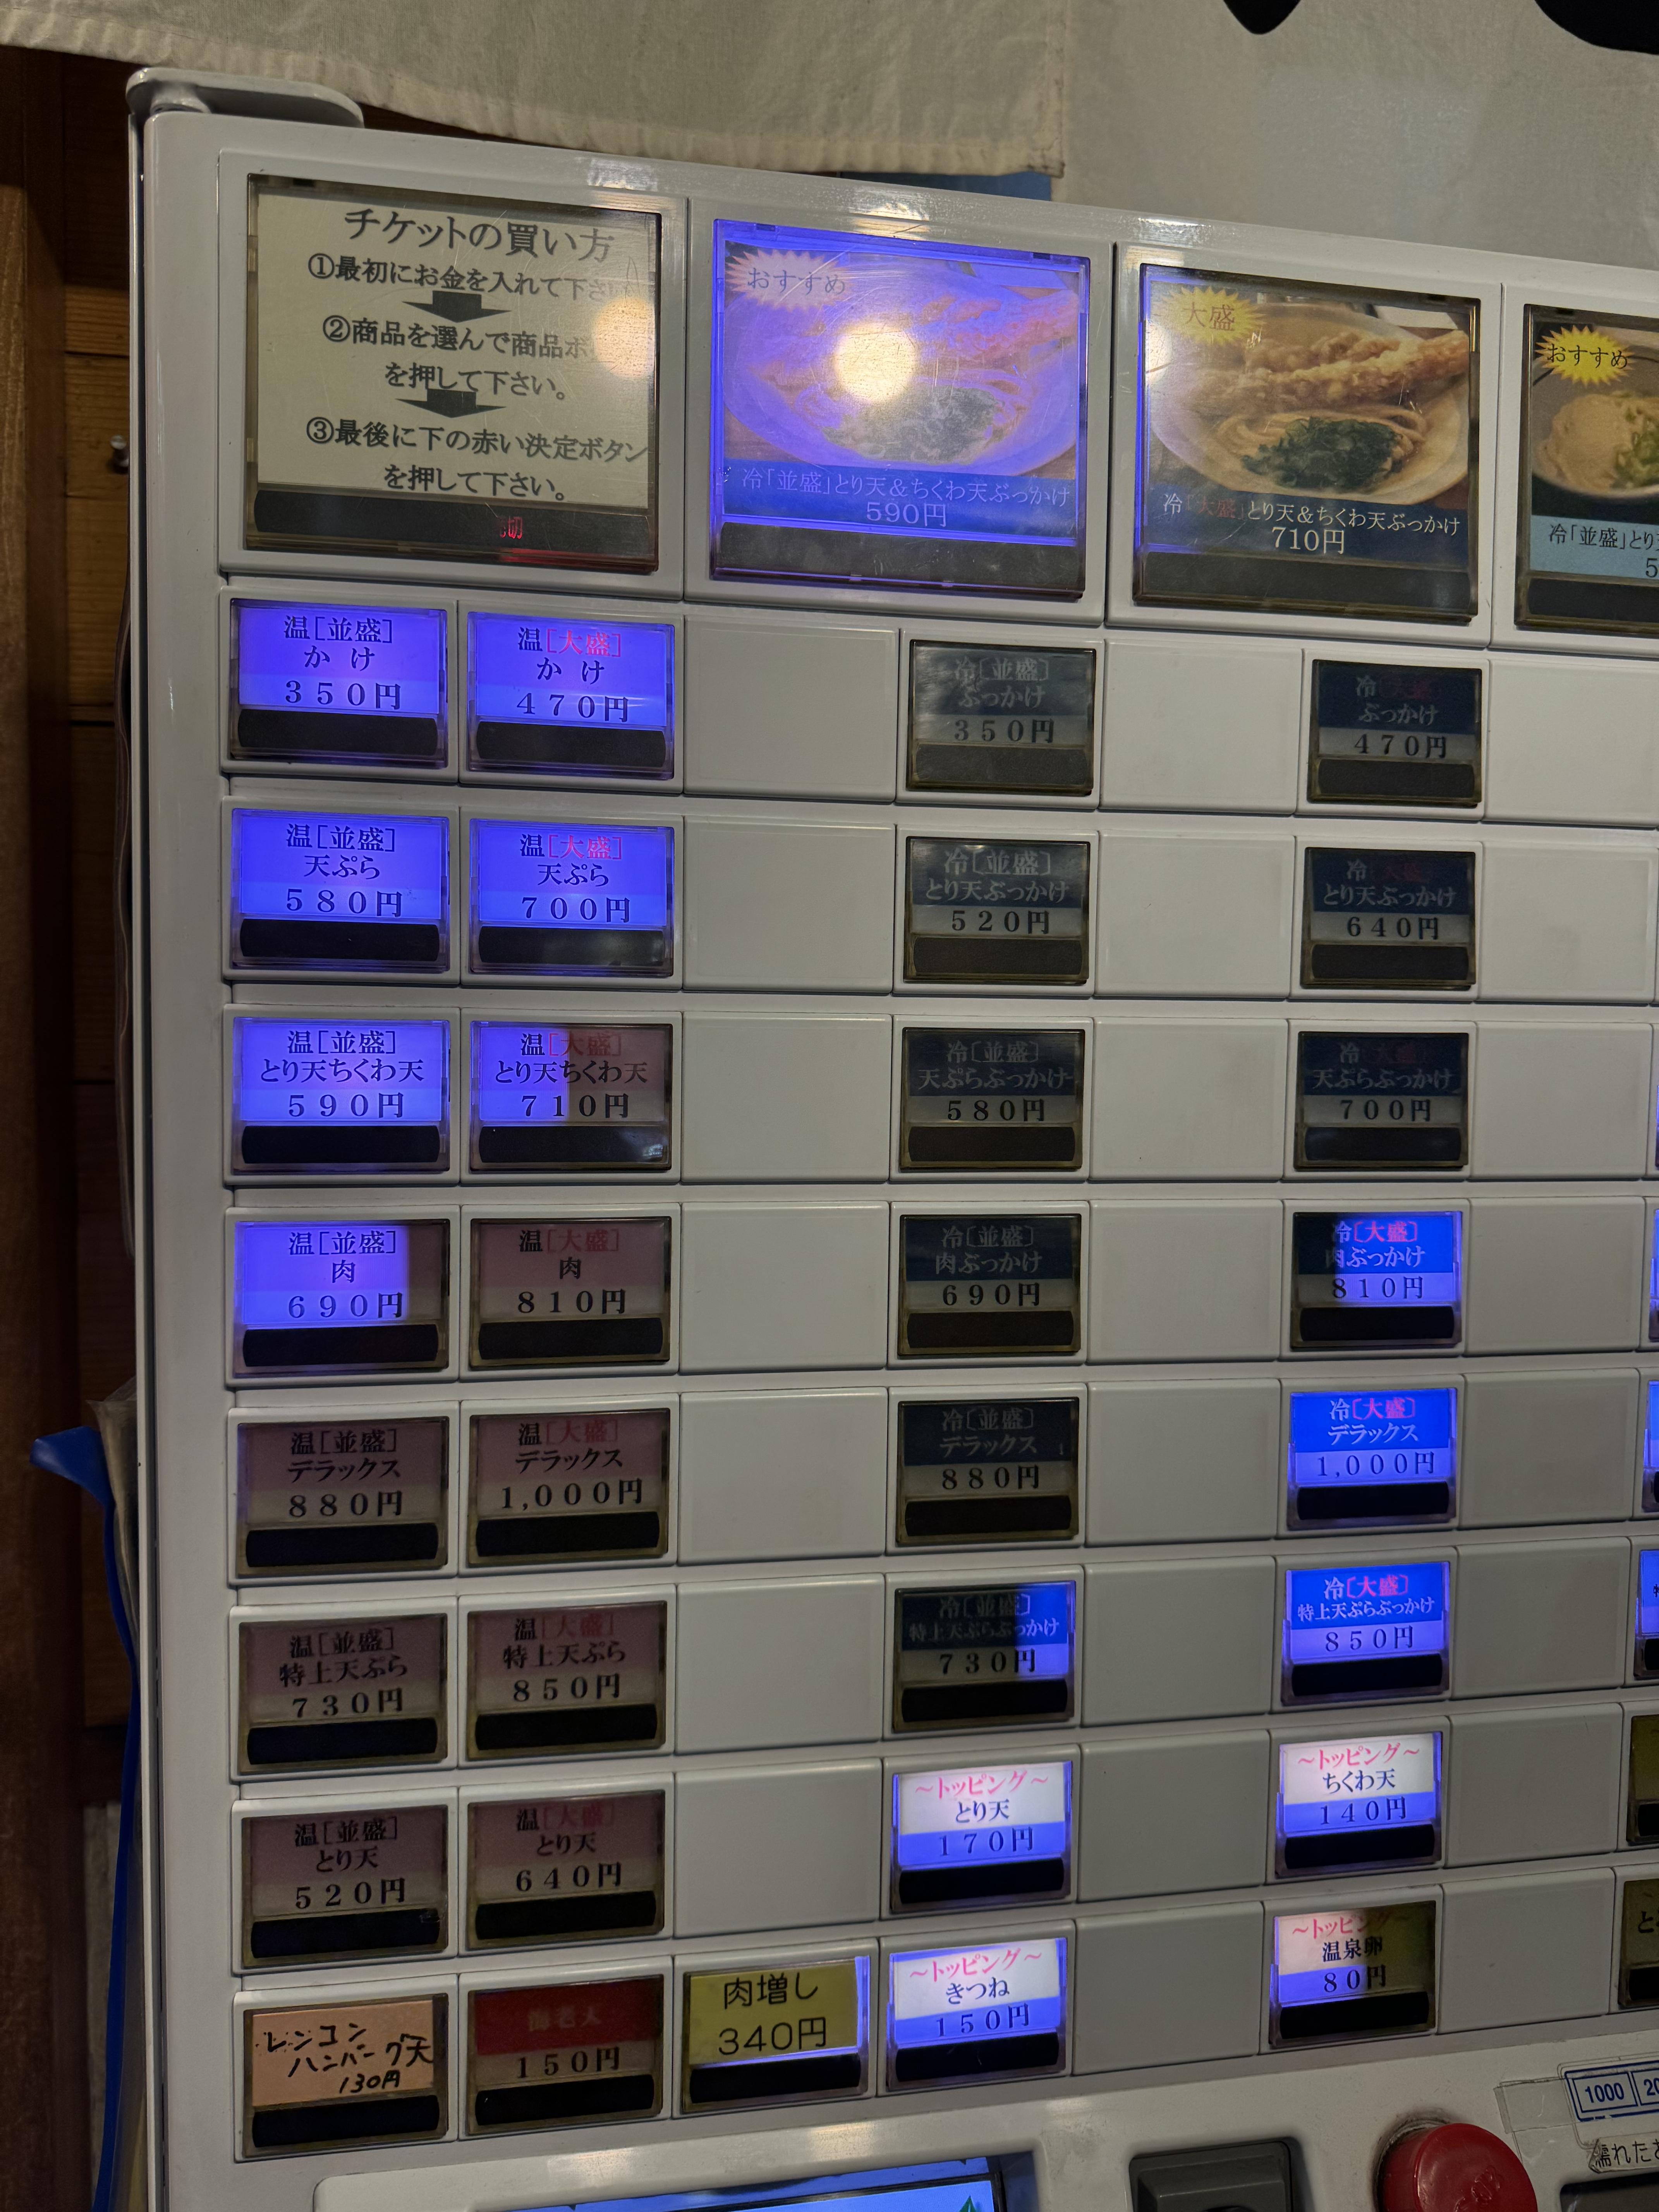 チケットの買い方
①最初にお金を入れて下さ
②商品を選んで商品ボ
を押して下さい。
③最後に下の赤い決定ボタン
を押して下さい。
切
おすすめ
冷「並盛」とり天&ちくわ天ぶっかけ
590円
大盛
冷「大盛」とり天&ちくわ天ぶっかけ
710円
おすすめ
冷「並盛」とり
5
温[並盛]
かけ
350円
温[大盛]
かけ
470円
冷[並盛]
ぶっかけ
350円
冷[大盛]
ぶっかけ
470円
温[並盛]
天ぷら
580円
温[大盛]
天ぷら
700円
冷[並盛]
とり天ぶっかけ
520円
冷[大盛]
とり天ぶっかけ
640円
温[並盛]
とり天ちくわ天
590円
温[大盛]
とり天ちくわ天
710円
冷[並盛]
天ぷらぶっかけ
580円
冷[大盛]
天ぷらぶっかけ
700円
温[並盛]
肉
690円
温[大盛]
肉
810円
冷[並盛]
肉ぶっかけ
690円
冷[大盛]
肉ぶっかけ
810円
温[並盛]
デラックス
880円
温[大盛]
デラックス
1,000円
冷[並盛]
デラックス
880円
冷[大盛]
デラックス
1,000円
温[並盛]
特上天ぷら
730円
温[大盛]
特上天ぷら
850円
冷[並盛]
特上天ぷらぶっかけ
730円
冷[大盛]
特上天ぷらぶっかけ
850円
温[並盛]
とり天
520円
温[大盛]
とり天
640円
~トッピング~
とり天
170円
~トッピング~
ちくわ天
140円
レンコン
ハンバーグ天
130円
海老天
150円
肉増し
340円
~トッピング~
きつね
150円
~トッピング~
温泉卵
80円
と
1000
20
濡れたお